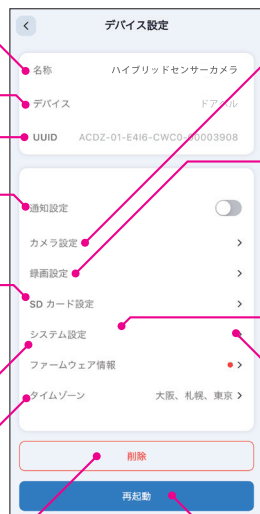 デバイス設定
名称 ハイブリッドセンサーカメラ
デバイス ドアベル
UUID ACDZ-01-E4I6-CWC0-00003908
通知設定
カメラ設定
録画設定
SD カード設定
システム設定
ファームウェア情報
タイムゾーン 大阪、札幌、東京
削除
再起動